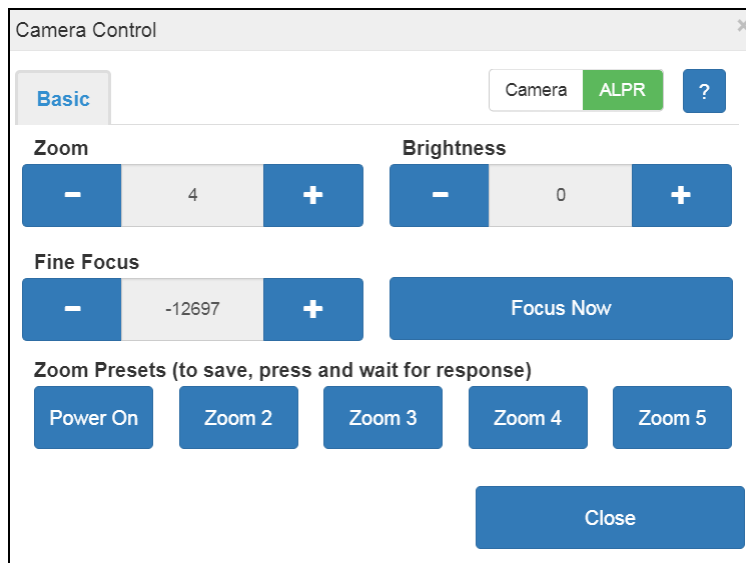 Camera Control
×
Basic
Camera ALPR ?
Zoom Brightness
− 4 + − 0 +
Fine Focus
− -12697 + Focus Now
Zoom Presets (to save, press and wait for response)
Power On Zoom 2 Zoom 3 Zoom 4 Zoom 5
Close